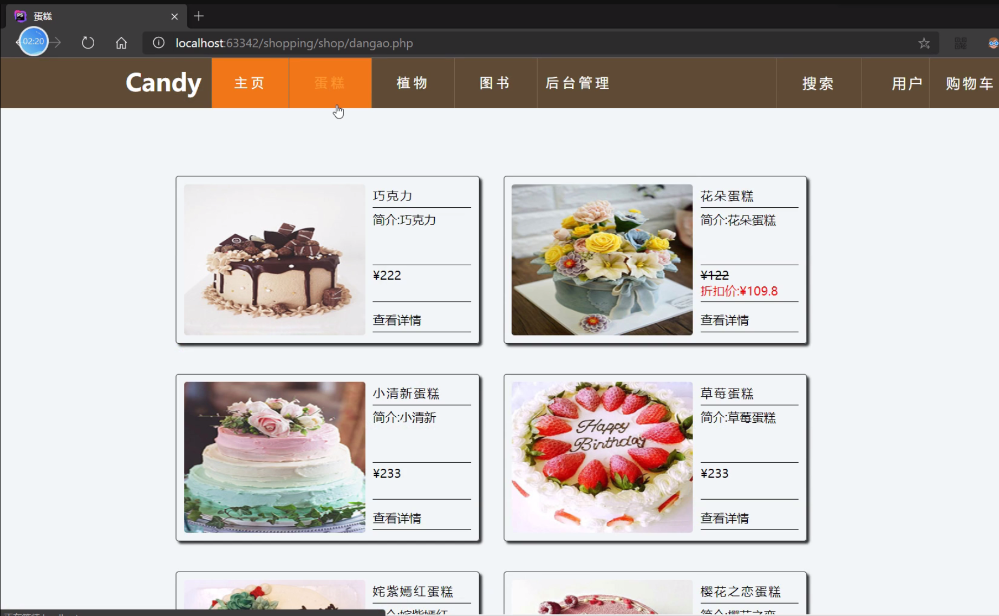 蛋糕
02:20
localhost:63342/shopping/shop/dangao.php
Candy 主页 蛋糕 植物 图书 后台管理 搜索 用户 购物车
巧克力
简介:巧克力
¥222
查看详情
花朵蛋糕
简介:花朵蛋糕
¥122
折扣价:¥109.8
查看详情
小清新蛋糕
简介:小清新
¥233
查看详情
草莓蛋糕
Happy
Birthday
简介:草莓蛋糕
¥233
查看详情
姹紫嫣红蛋糕
樱花之恋蛋糕